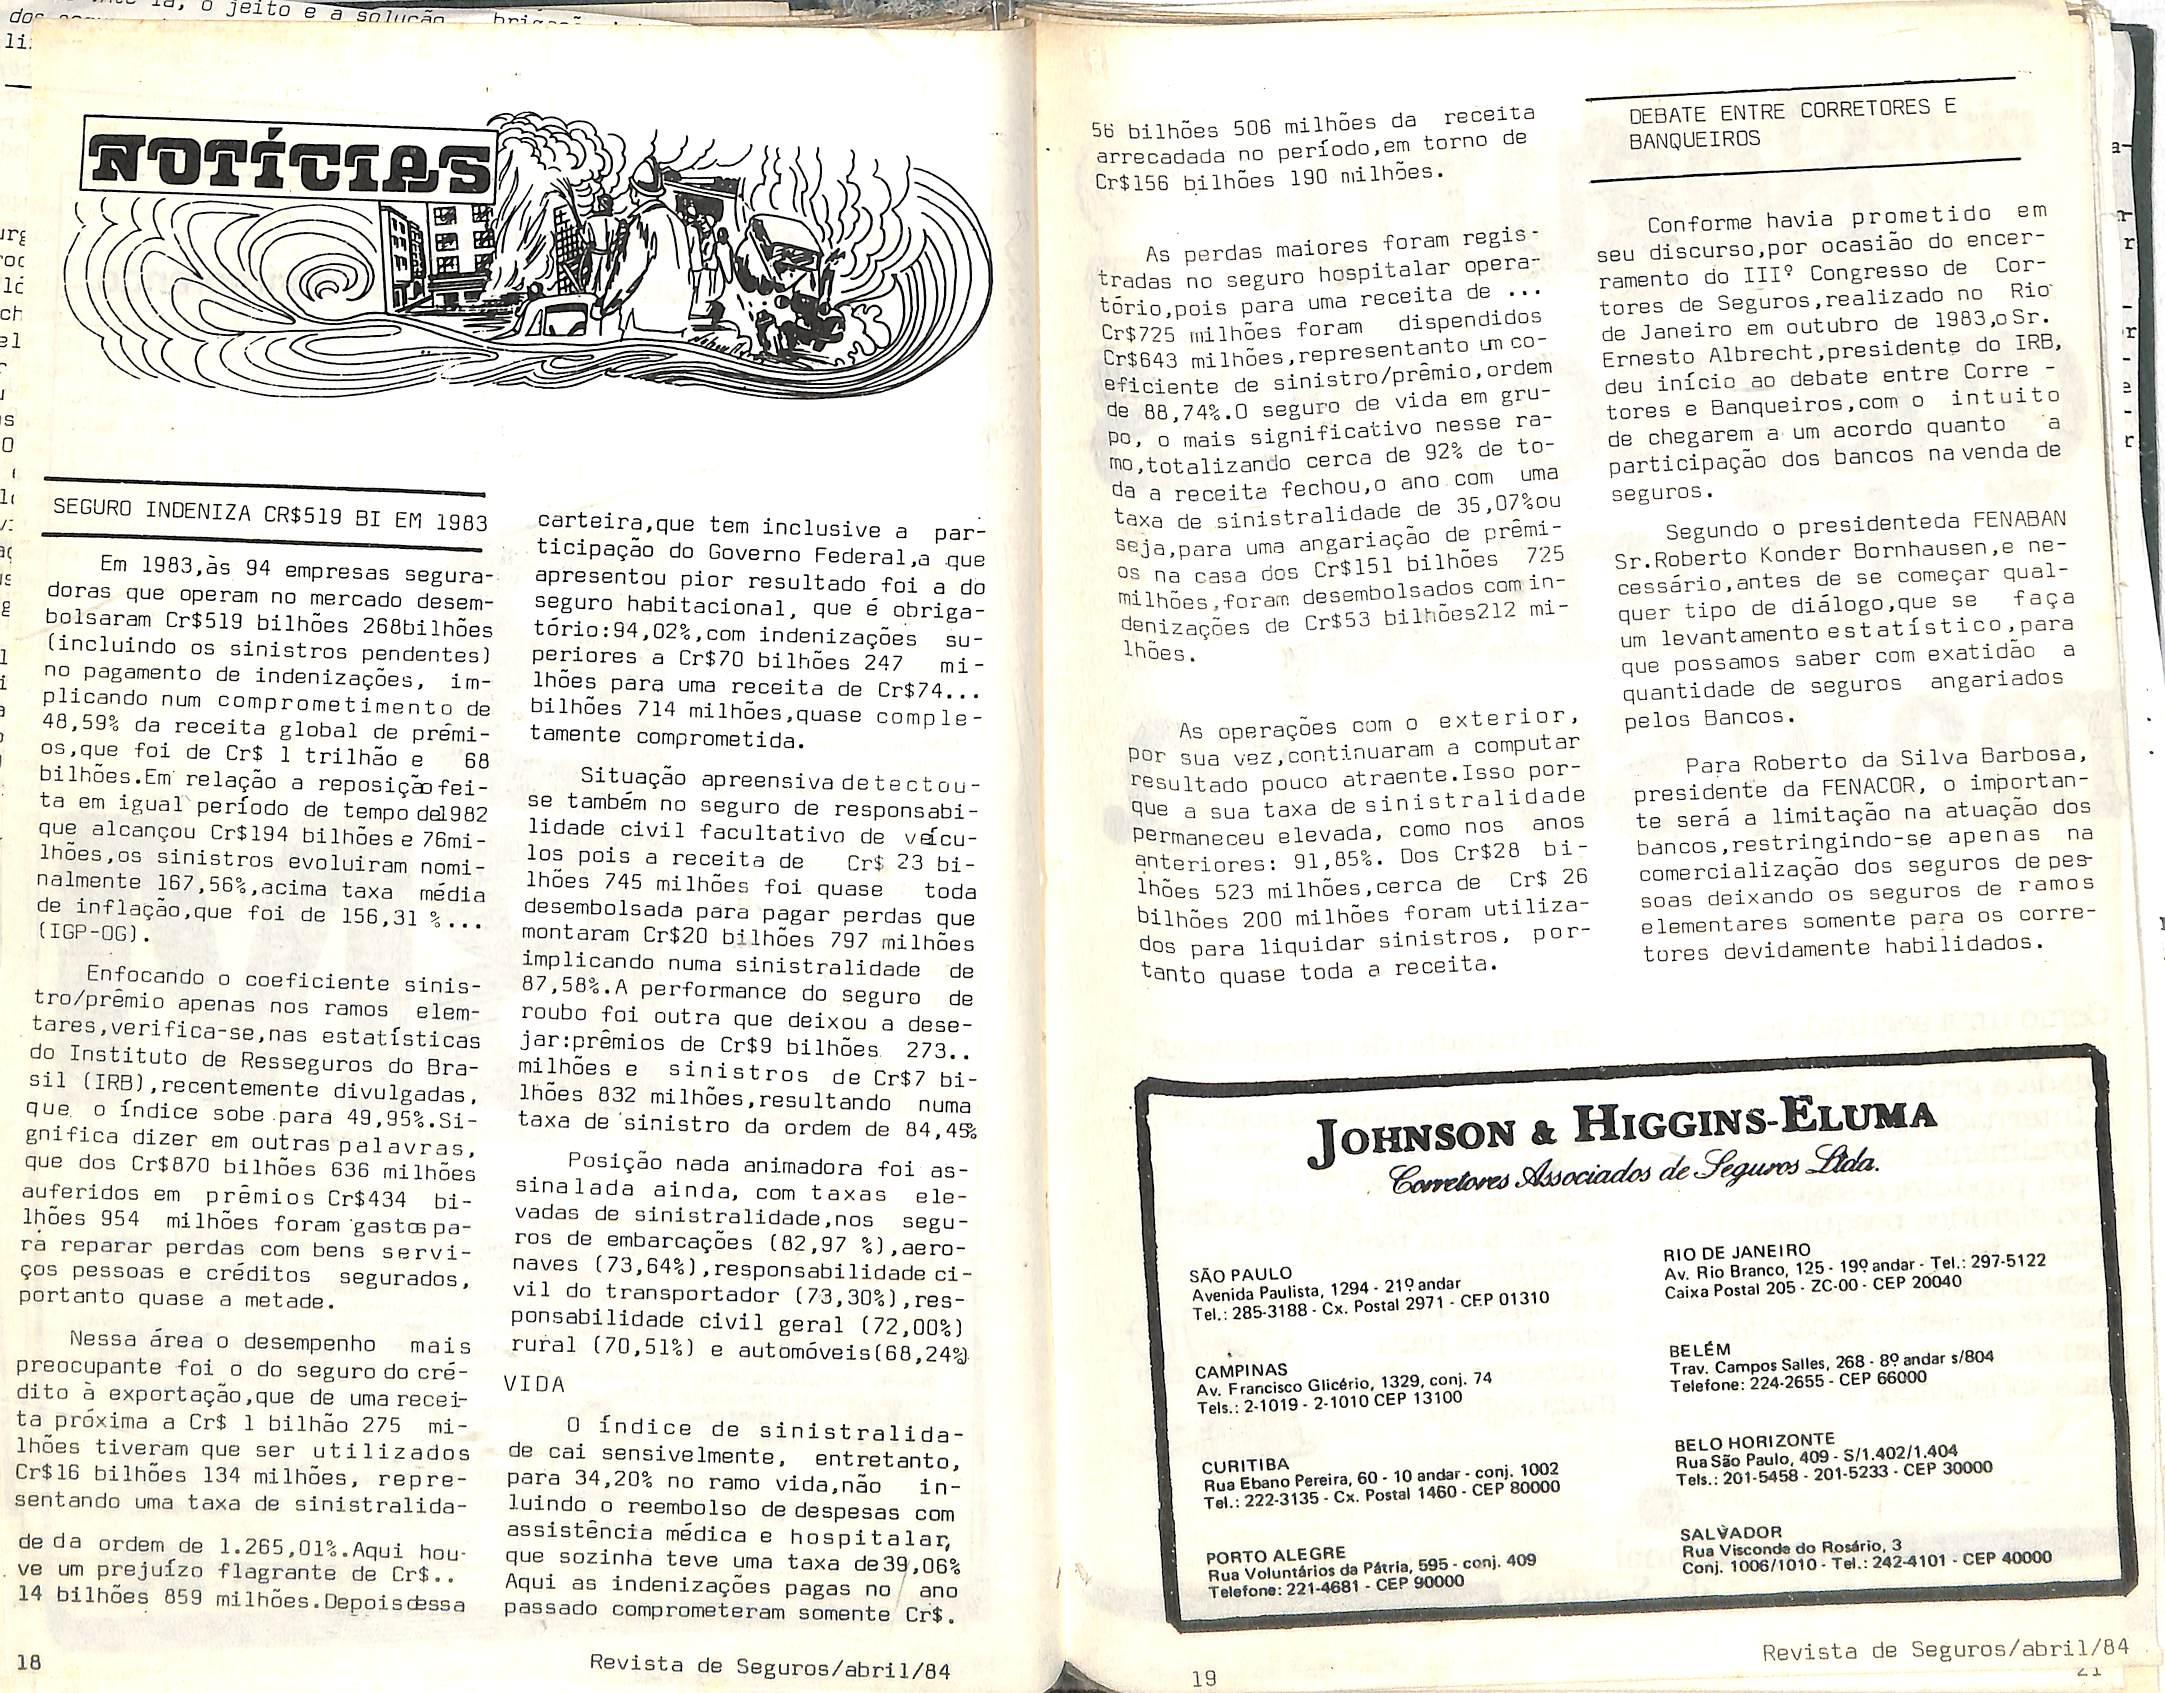 NOTÍCIAS
SEGURO INDENIZA CR$519 BI EM 1983
Em 1983,às 94 empresas segura-
doras que operam no mercado desem-
bolsaram Cr$519 bilhões 268bilhões
(incluindo os sinistros pendentes)
no pagamento de indenizações, im-
plicando num comprometimento de
48,59% da receita global de prêmi-
os,que foi de Cr$ 1 trilhão e 68
bilhões.Em relação a reposição fei-
ta em igual período de tempo de1982
que alcançou Cr$194 bilhões e 76mi-
lhões,os sinistros evoluiram nomi-
nalmente 167,56%,acima taxa média
de inflação,que foi de 156,31 %...
(IGP-OG).
Enfocando o coeficiente sinis-
tro/prêmio apenas nos ramos elem-
tares,verifica-se,nas estatísticas
do Instituto de Resseguros do Bra-
sil (IRB),recentemente divulgadas,
que o índice sobe para 49,95%.Si-
gnifica dizer em outras palavras,
que dos Cr$870 bilhões 636 milhões
auferidos em prêmios Cr$434 bi-
lhões 954 milhões foram gastos pa-
ra reparar perdas com bens servi-
ços pessoas e créditos segurados,
portanto quase a metade.
Nessa área o desempenho mais
preocupante foi o do seguro do cré-
dito à exportação,que de uma recei-
ta próxima a Cr$ 1 bilhão 275 mi-
lhões tiveram que ser utilizados
Cr$16 bilhões 134 milhões, repre-
sentando uma taxa de sinistralida-
de da ordem de 1.265,01%.Aqui hou-
ve um prejuízo flagrante de Cr$..
14 bilhões 859 milhões.Depois dessa
carteira,que tem inclusive a par-
ticipação do Governo Federal,a que
apresentou pior resultado foi a do
seguro habitacional, que é obriga-
tório:94,02%,com indenizações su-
periores a Cr$70 bilhões 247 mi-
lhões para uma receita de Cr$74...
bilhões 714 milhões,quase comple-
tamente comprometida.
Situação apreensiva detectou-
se também no seguro de responsabi-
lidade civil facultativo de veícu-
los pois a receita de Cr$ 23 bi-
lhões 745 milhões foi quase toda
desembolsada para pagar perdas que
montaram Cr$20 bilhões 797 milhões
implicando numa sinistralidade de
87,58%.A performance do seguro de
roubo foi outra que deixou a dese-
jar:prêmios de Cr$9 bilhões 273..
milhões e sinistros de Cr$7 bi-
lhões 832 milhões,resultando numa
taxa de sinistro da ordem de 84,45%
Posição nada animadora foi as-
sinalada ainda, com taxas ele-
vadas de sinistralidade,nos segu-
ros de embarcações (82,97 %),aero-
naves (73,64%),responsabilidade ci-
vil do transportador (73,30%),res-
ponsabilidade civil geral (72,00%)
rural (70,51%) e automóveis(68,24%)
VIDA
O índice de sinistralida-
de cai sensivelmente, entretanto,
para 34,20% no ramo vida,não in-
luindo o reembolso de despesas com
assistência médica e hospitalar,
que sozinha teve uma taxa de39,06%
Aqui as indenizações pagas no ano
passado comprometeram somente Cr$.
18
Revista de Seguros/abril/84
56 bilhões 506 milhões da receita
arrecadada no período,em torno de
Cr$156 bilhões 190 milhões.
As perdas maiores foram regis-
tradas no seguro hospitalar opera-
tório,pois para uma receita de ...
Cr$725 milhões foram dispendidos
Cr$643 milhões,representanto um co-
eficiente de sinistro/prêmio,ordem
de 88,74%.O seguro de vida em gru-
po, o mais significativo nesse ra-
mo,totalizando cerca de 92% de to-
da a receita fechou,o ano com uma
taxa de sinistralidade de 35,07%ou
seja,para uma angariação de prêmi-
os na casa dos Cr$151 bilhões 725
milhões,foram desembolsados com in-
denizações de Cr$53 bilhões212 mi-
lhões.
As operações com o exterior,
por sua vez,continuaram a computar
resultado pouco atraente.Isso por-
que a sua taxa de sinistralidade
permaneceu elevada, como nos anos
anteriores: 91,85%. Dos Cr$28 bi-
lhões 523 milhões,cerca de Cr$ 26
bilhões 200 milhões foram utiliza-
dos para liquidar sinistros, por-
tanto quase toda a receita.
DEBATE ENTRE CORRETORES E
BANQUEIROS
Conforme havia prometido em
seu discurso,por ocasião do encer-
ramento do IIIº Congresso de Cor-
tores de Seguros,realizado no Rio
de Janeiro em outubro de 1983,o Sr.
Ernesto Albrecht,presidente do IRB,
deu início ao debate entre Corre -
tores e Banqueiros,com o intuito
de chegarem a um acordo quanto a
participação dos bancos na venda de
seguros.
Segundo o presidenteda FENABAN
Sr.Roberto Konder Bornhausen,e ne-
cessário,antes de se começar qual-
quer tipo de diálogo,que se faça
um levantamento estatístico,para
que possamos saber com exatidão a
quantidade de seguros angariados
pelos Bancos.
Para Roberto da Silva Barbosa,
presidente da FENACOR, o importan-
te será a limitação na atuação dos
bancos,restringindo-se apenas na
comercialização dos seguros de pes-
soas deixando os seguros de ramos
elementares somente para os corre-
tores devidamente habilidados.
JOHNSON & HIGGINS-ELUMA
Corretores Associados de Seguros Ltda.
SÃO PAULO
Avenida Paulista, 1294 - 21º andar
Tel.: 285-3188 - Cx. Postal 2971 - CEP 01310
CAMPINAS
Av. Francisco Glicério, 1329, conj. 74
Tels.: 2-1019 - 2-1010 CEP 13100
CURITIBA
Rua Ebano Pereira, 60 - 10 andar - conj. 1002
Tel.: 222-3135 - Cx. Postal 1460 - CEP 80000
PORTO ALEGRE
Rua Voluntários da Pátria, 595 - conj. 409
Telefone: 221-4681 - CEP 90000
RIO DE JANEIRO
Av. Rio Branco, 125 - 19º andar - Tel.: 297-5122
Caixa Postal 205 - ZC-00 - CEP 20040
BELÉM
Trav. Campos Salles, 268 - 8º andar s/804
Telefone: 224-2655 - CEP 66000
BELO HORIZONTE
Rua São Paulo, 409 - S/1.402/1.404
Tels.: 201-5458 - 201-5233 - CEP 30000
SALVADOR
Rua Visconde do Rosário, 3
Conj. 1006/1010 - Tel.: 242-4101 - CEP 40000
Revista de Seguros/abril/84
19
21